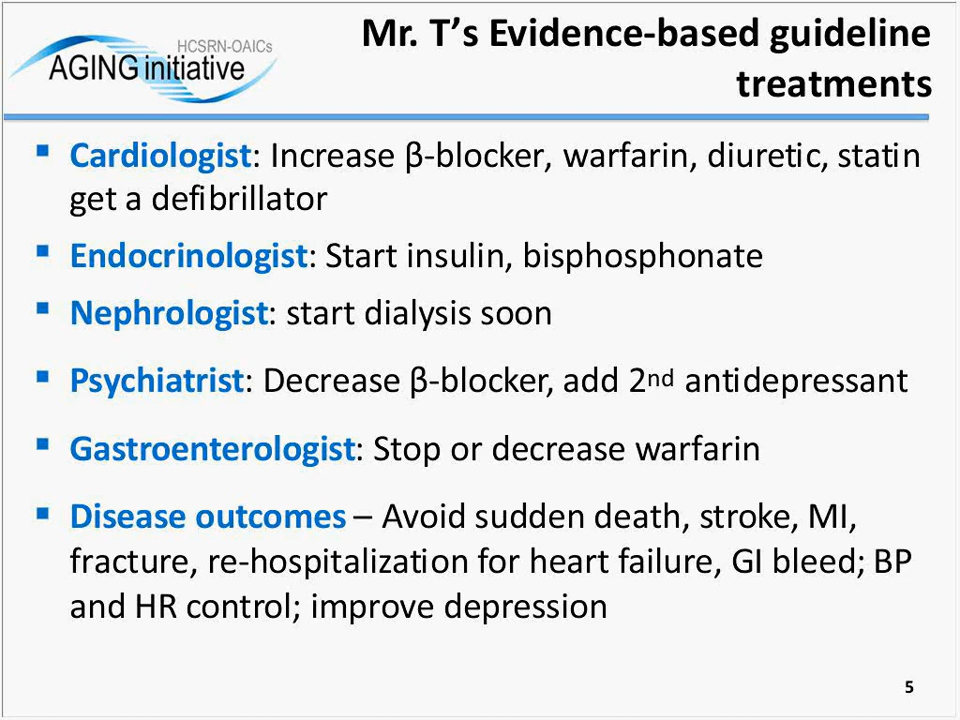 HCSRN-OAICs
AGING initiative
Mr. T’s Evidence-based guideline
treatments
▪ Cardiologist: Increase β-blocker, warfarin, diuretic, statin
get a defibrillator
▪ Endocrinologist: Start insulin, bisphosphonate
▪ Nephrologist: start dialysis soon
▪ Psychiatrist: Decrease β-blocker, add 2nd antidepressant
▪ Gastroenterologist: Stop or decrease warfarin
▪ Disease outcomes – Avoid sudden death, stroke, MI,
fracture, re-hospitalization for heart failure, GI bleed; BP
and HR control; improve depression
5